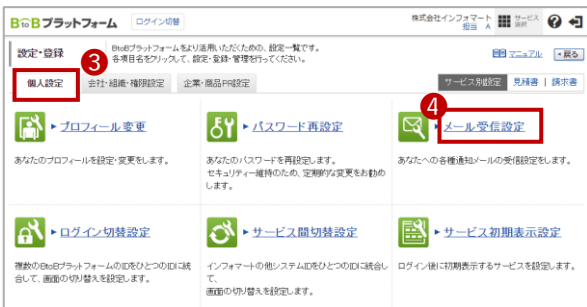 BtoBプラットフォーム ログイン切替 株式会社インフォマート
担当 A サービス
選択
設定・登録 BtoBプラットフォームをより活用いただくための、設定一覧です。
各項目をクリックして、設定・登録・管理を行ってください。 マニュアル 戻る
3
個人設定 会社・組織・権限設定 企業・商品PR設定 サービス別設定 見積書 | 請求書
4
プロフィール変更 パスワード再設定 メール受信設定
あなたのプロフィールを設定・変更をします。 あなたのパスワードを再設定します。
セキュリティー維持のため、定期的な変更をお勧め
します。 あなたへの各種通知メールの受信設定をします。
ログイン切替設定 サービス間切替設定 サービス初期表示設定
複数のBtoBプラットフォームのIDをひとつのIDに統
合して、画面の切り替えを設定します。 インフォマートの他システムIDをひとつのIDに統合し
て、
画面の切り替えを設定します。 ログイン後に初期表示するサービスを設定します。